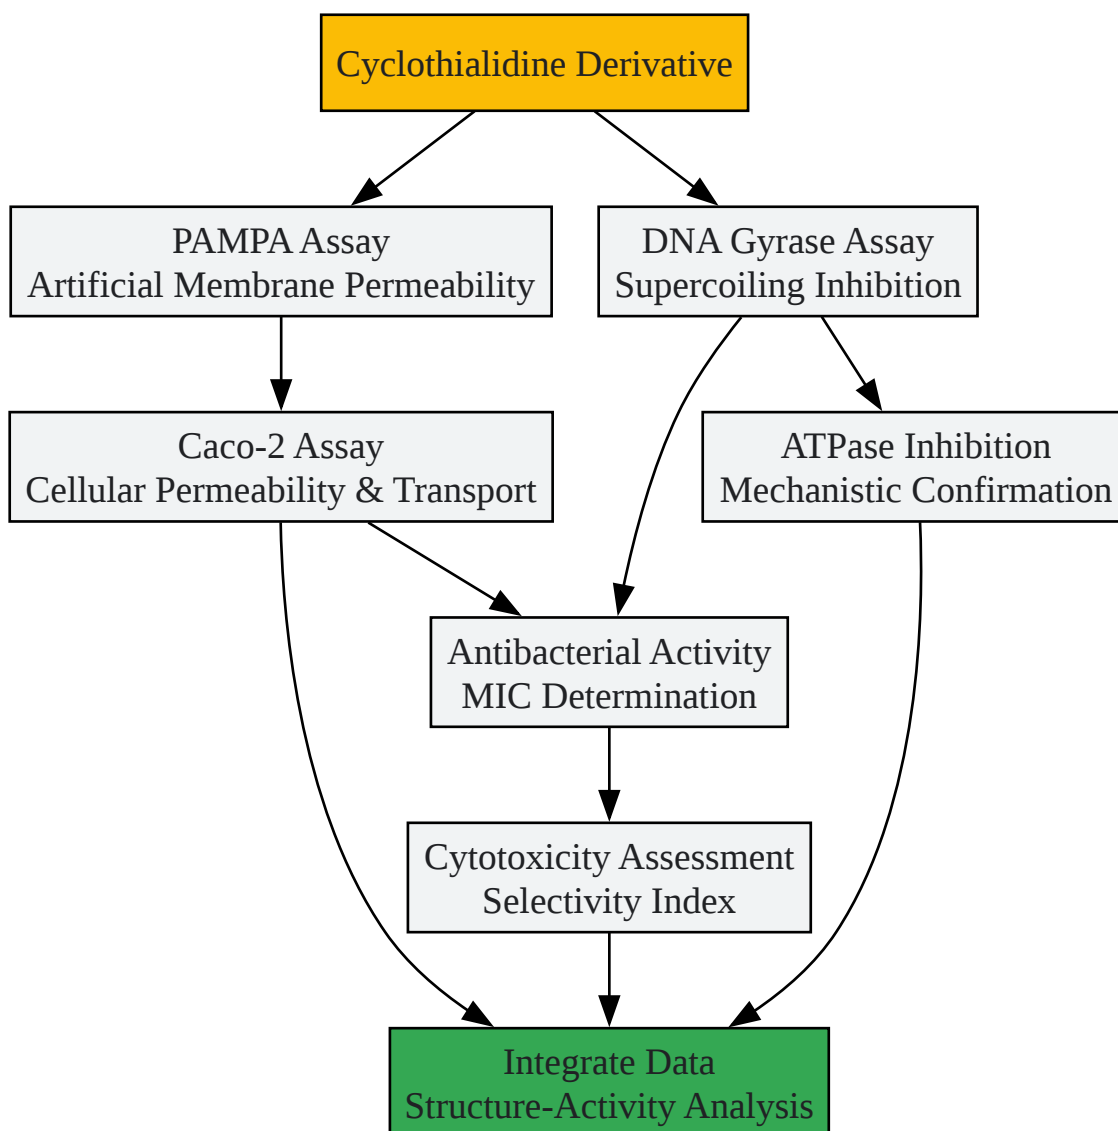 Cyclothialidine Derivative
PAMPA Assay
Artificial Membrane Permeability
DNA Gyrase Assay
Supercoiling Inhibition
Caco-2 Assay
Cellular Permeability & Transport
ATPase Inhibition
Mechanistic Confirmation
Antibacterial Activity
MIC Determination
Cytotoxicity Assessment
Selectivity Index
Integrate Data
Structure-Activity Analysis